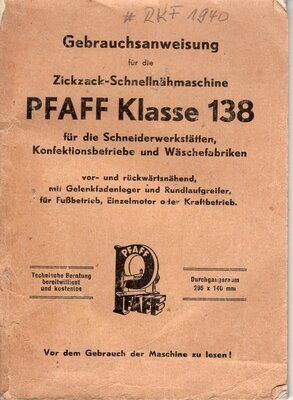 # RKF 1940
Gebrauchsanweisung
für die
Zickzack-Schnellnähmaschine
PFAFF Klasse 138
für die Schneiderwerkstätten,
Konfektionsbetriebe und Wäschefabriken
vor- und rückwärtsnähend,
mit Gelenkfadenleger und Rundlaufgreifer,
für Fußbetrieb, Einzelmotor oder Kraftbetrieb.
Technische Beratung
bereitwilligst
und kostenlos
PFAFF
PFAFF
Durchgangsraum
295 x 140 mm
Vor dem Gebrauch der Maschine zu lesen!